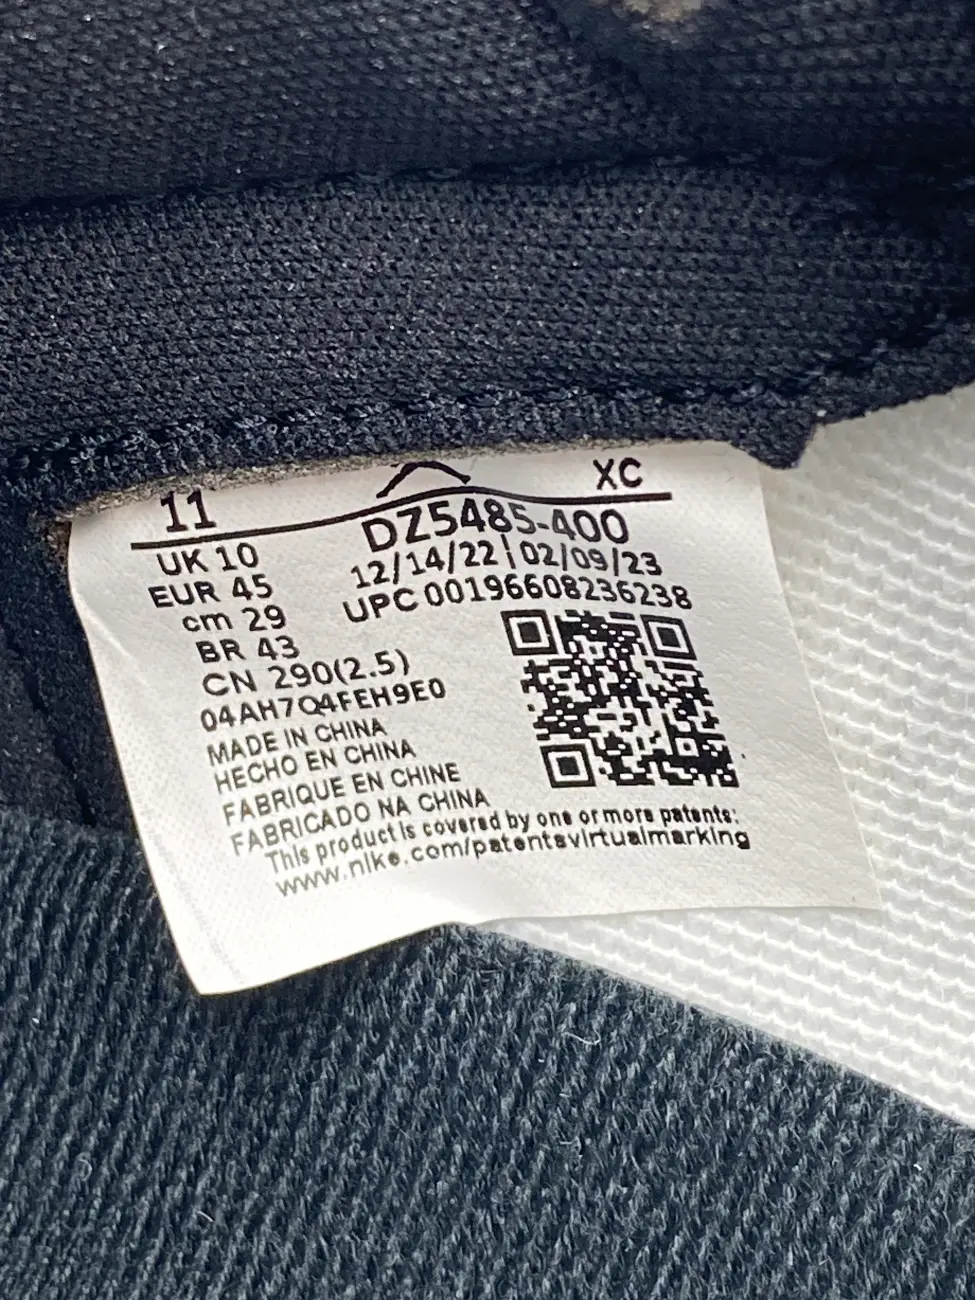 11 XC
DZ5485-400
UK 10
12/14/22 | 02/09/23
EUR 45
UPC 00196608236238
cm 29
BR 43
CN 290(2.5)
04AH7Q4FEH9E0
MADE IN CHINA
HECHO EN CHINA
FABRIQUE EN CHINE
FABRICADO NA CHINA
This product is covered by one or more patents:
www.nike.com/patentsvirtualmarking